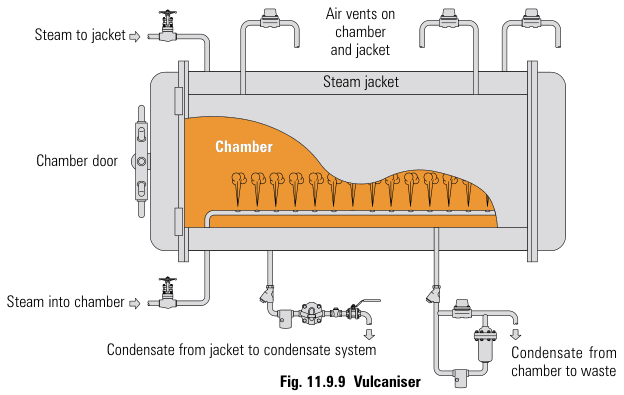 Steam to jacket
Air vents on
chamber
and jacket
Steam jacket
Chamber
Chamber door
Steam into chamber
Condensate from jacket to condensate system
Condensate from
chamber to waste
Fig. 11.9.9 Vulcaniser